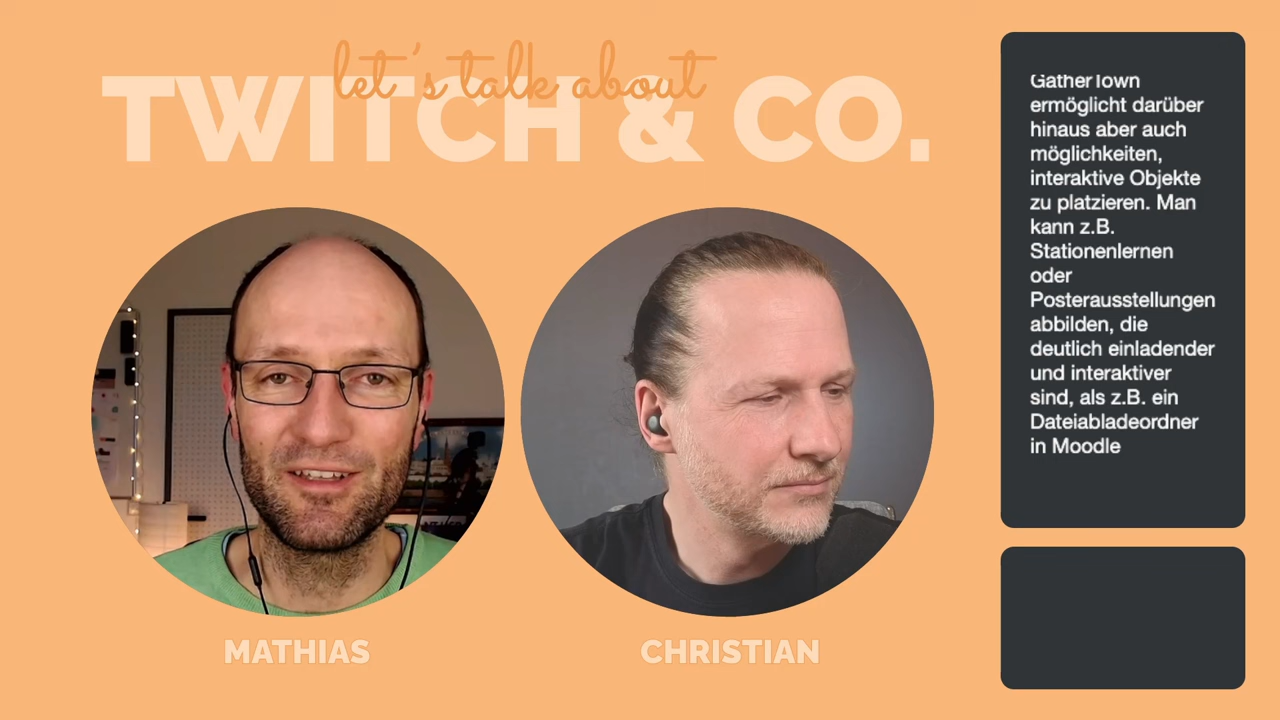 let's talk about
TWITCH & CO.
MATHIAS
CHRISTIAN
GatherTown
ermöglicht darüber
hinaus aber auch
möglichkeiten,
interaktive Objekte
zu platzieren. Man
kann z.B.
Stationenlernen
oder
Posterausstellungen
abbilden, die
deutlich einladender
und interaktiver
sind, als z.B. ein
Dateiabladeordner
in Moodle